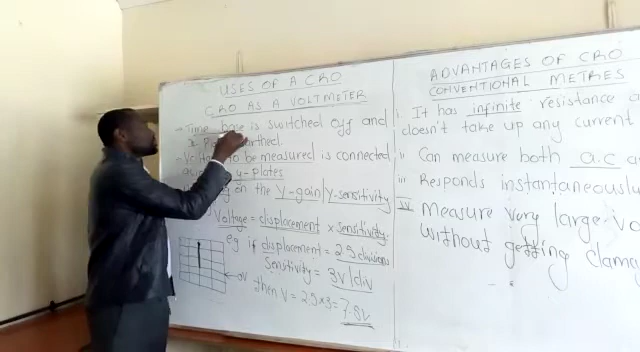 USES OF A CRO
CRO AS A VOLTMETER
→ Time base is switched off and
earthed.
to be measured is connected
y-plates
on the y-gain/y-sensitivity
Voltage = displacement x sensitivity
eg if displacement = 2.5 divisions
Sensitivity = 3V/div
0V
then V = 2.5×3 = 7.5V
ADVANTAGES OF CRO
CONVENTIONAL METRES
i. It has infinite resistance a
doesn't take up any current
ii Can measure both a.c a
iii Responds instantaneously
iv Measure very large vo
without getting dama